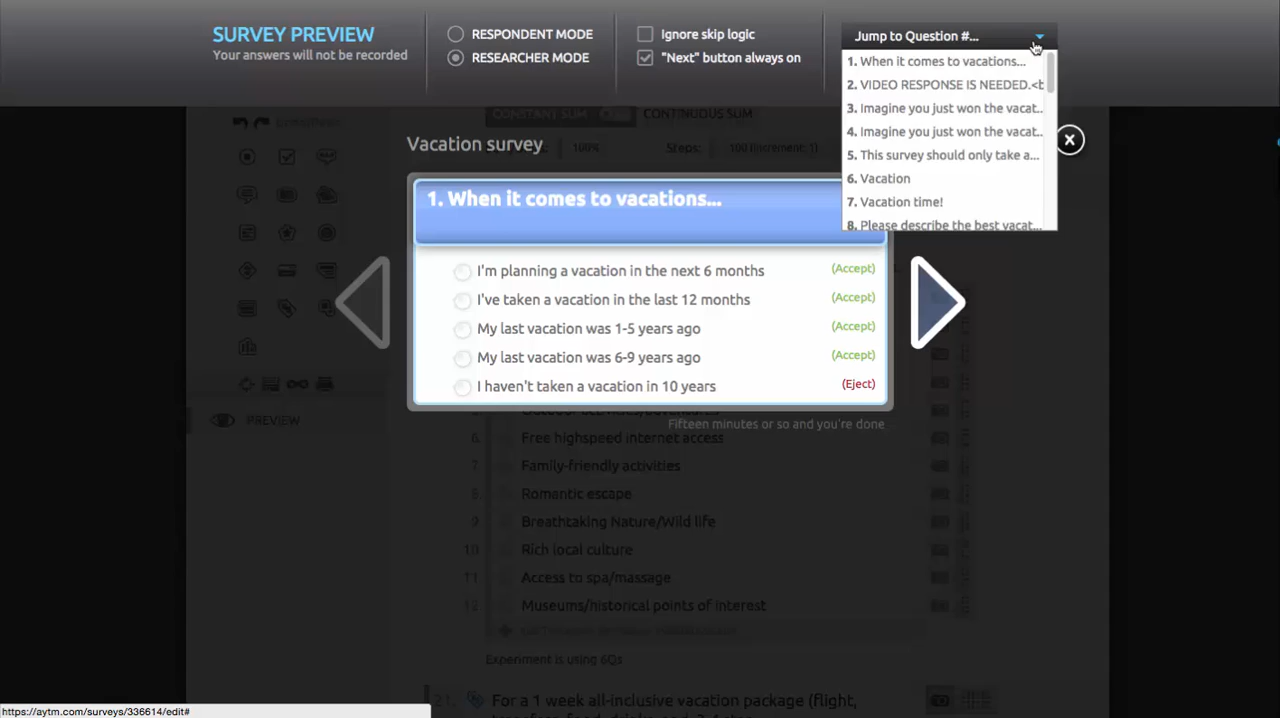 SURVEY PREVIEW
Your answers will not be recorded
RESPONDENT MODE
RESEARCHER MODE
Ignore skip logic
"Next" button always on
Jump to Question #...
1. When it comes to vacations...
2. VIDEO RESPONSE IS NEEDED.<b
3. Imagine you just won the vacat..
4. Imagine you just won the vacat..
5. This survey should only take a...
6. Vacation
7. Vacation time!
8. Please describe the best vacat...
CONSTANT SUM
CONTINUOUS SUM
100%
Steps: 100 (increment: 1)
Vacation survey
1. When it comes to vacations...
I'm planning a vacation in the next 6 months (Accept)
I've taken a vacation in the last 12 months (Accept)
My last vacation was 1-5 years ago (Accept)
My last vacation was 6-9 years ago (Accept)
I haven't taken a vacation in 10 years (Eject)
Fifteen minutes or so and you're done
PREVIEW
6. Free highspeed internet access
7. Family-friendly activities
8. Romantic escape
9. Breathtaking Nature/Wild life
10. Rich local culture
11. Access to spa/massage
12. Museums/historical points of interest
Experiment is using 6Qs
21. For a 1 week all-inclusive vacation package (flight,
https://aytm.com/surveys/336614/edit#